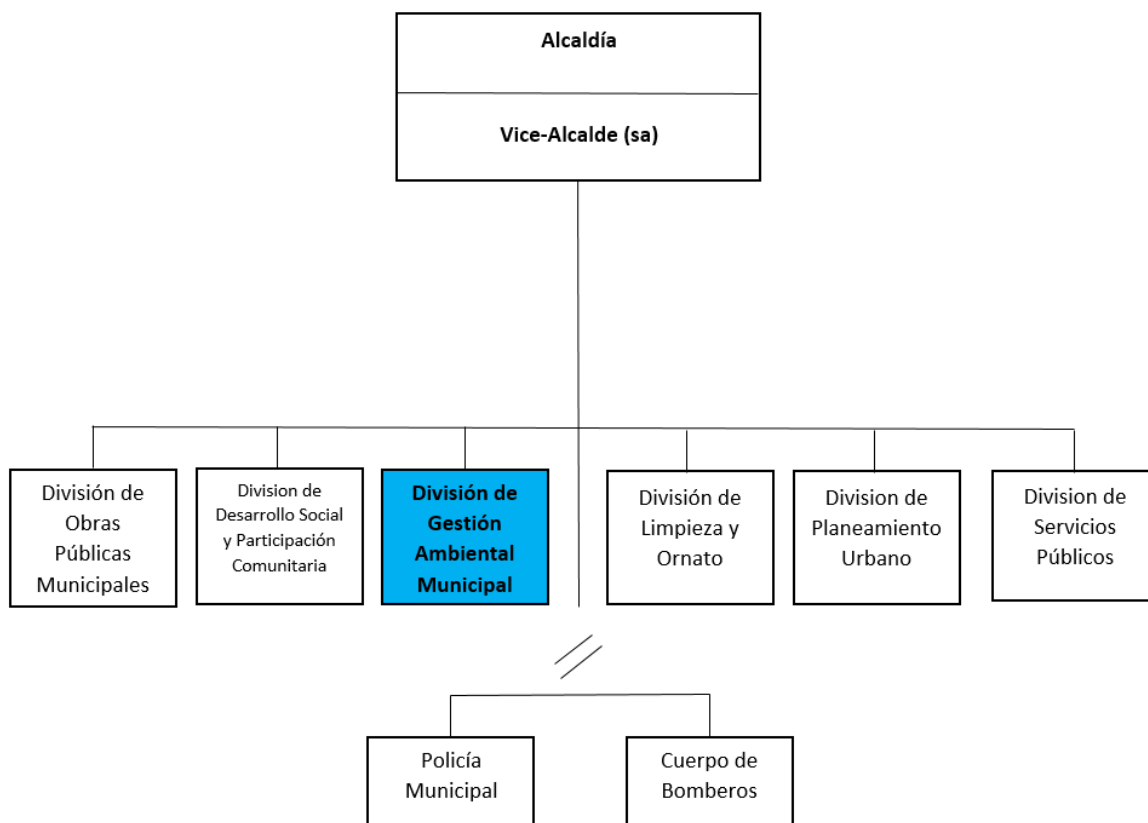 Alcaldía
Vice-Alcalde (sa)
División de
Obras
Públicas
Municipales
Division de
Desarrollo Social
y Participación
Comunitaria
División de
Gestión
Ambiental
Municipal
División de
Limpieza y
Ornato
Division de
Planeamiento
Urbano
Division de
Servicios
Públicos
Policía
Municipal
Cuerpo de
Bomberos